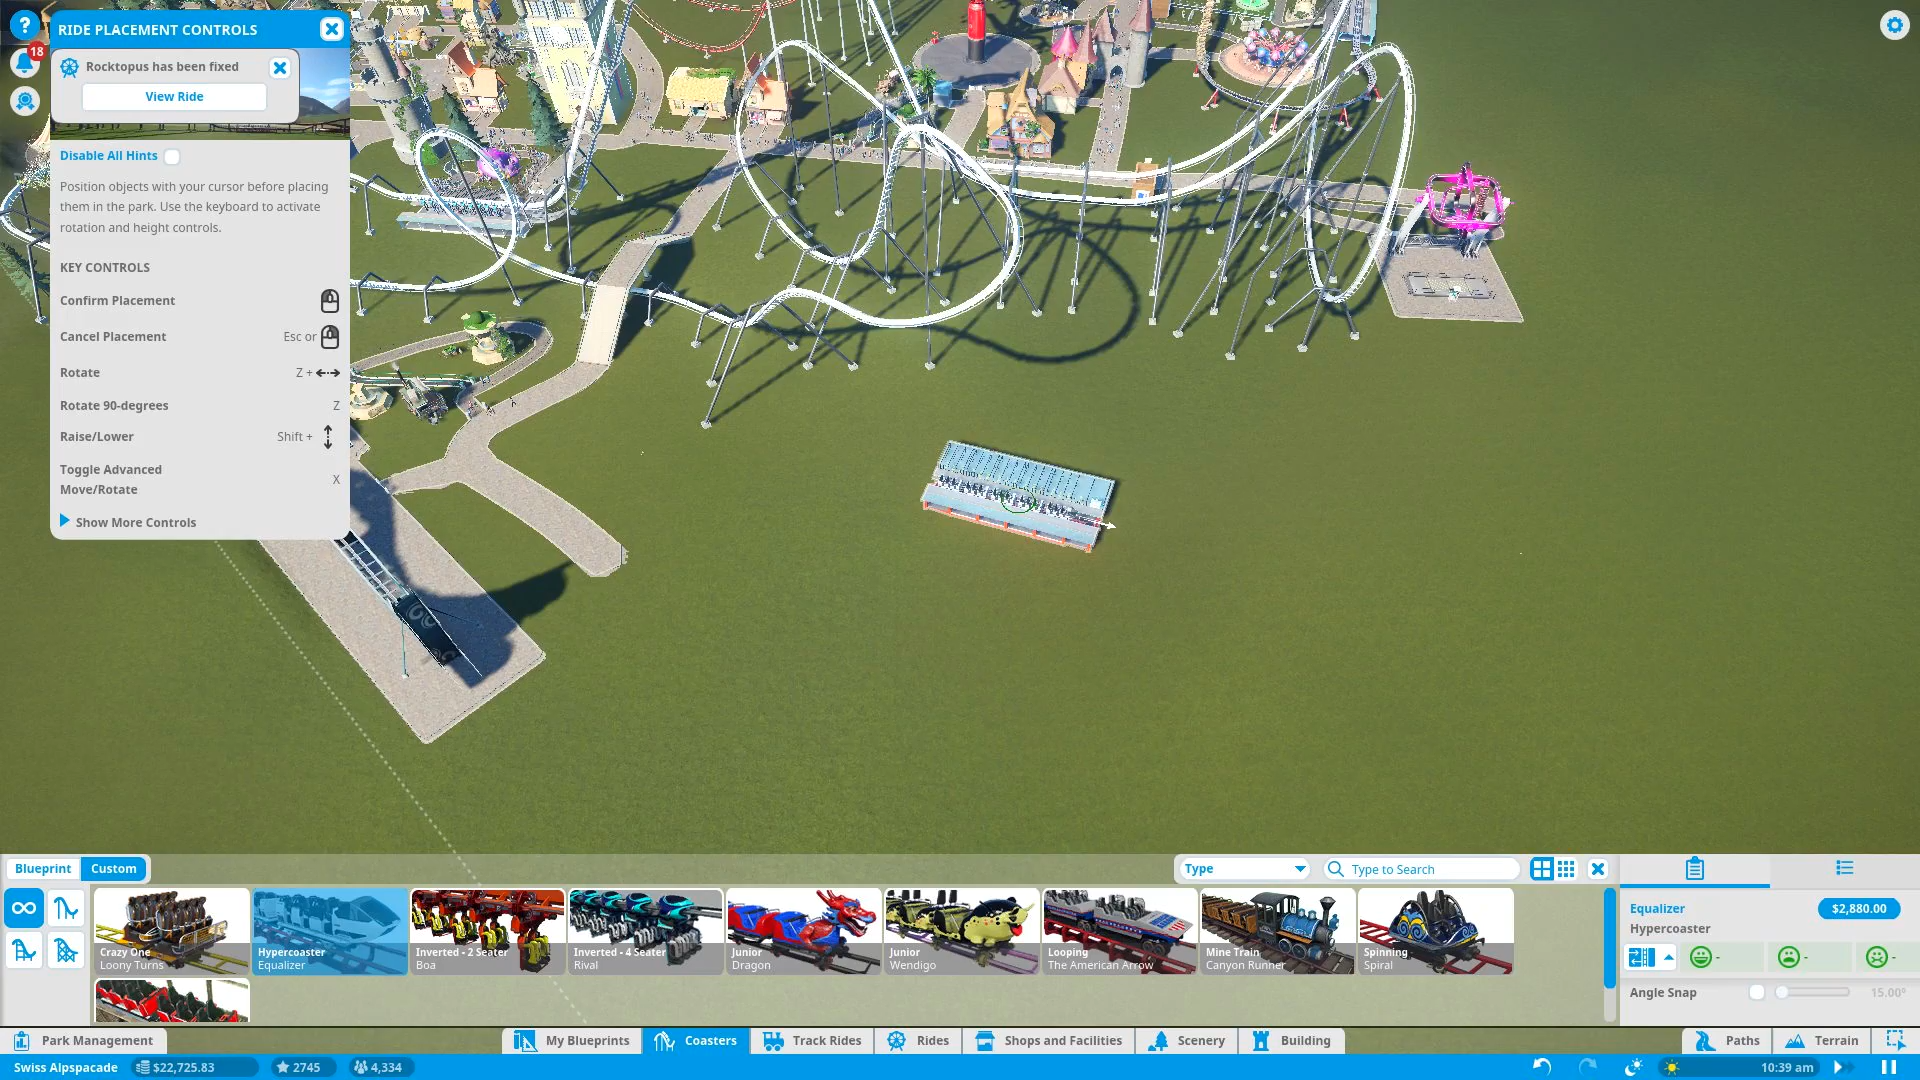 ?
RIDE PLACEMENT CONTROLS
18
Rocktopus has been fixed
View Ride
Disable All Hints
Position objects with your cursor before placing
them in the park. Use the keyboard to activate
rotation and height controls.
KEY CONTROLS
Confirm Placement
Cancel Placement Esc or
Rotate Z +
Rotate 90-degrees Z
Raise/Lower Shift +
Toggle Advanced
Move/Rotate X
Show More Controls
Blueprint Custom
Type
Type to Search
Crazy One
Loony Turns
Hypercoaster
Equalizer
Inverted - 2 Seater
Boa
Inverted - 4 Seater
Rival
Junior
Dragon
Junior
Wendigo
Looping
The American Arrow
Mine Train
Canyon Runner
Spinning
Spiral
Equalizer $2,880.00
Hypercoaster
- - -
Angle Snap 15.00°
Park Management
My Blueprints
Coasters
Track Rides
Rides
Shops and Facilities
Scenery
Building
Paths
Terrain
Swiss Alpspacade $22,725.83 2745 4,334
10:39 am